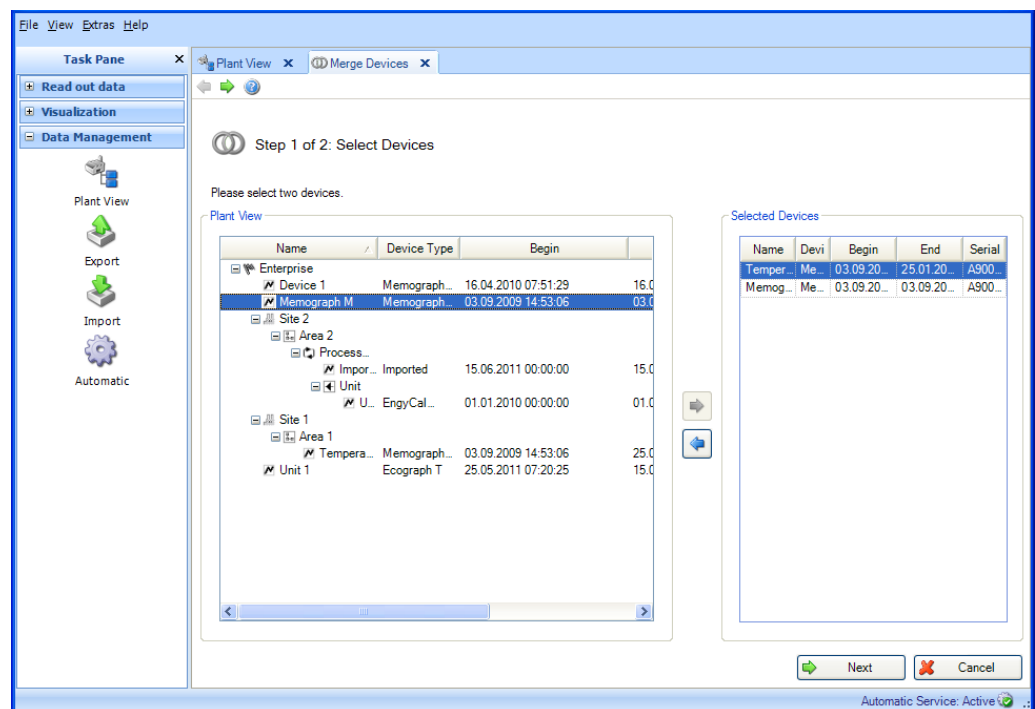 File View Extras Help
Task Pane x
Plant View x Merge Devices x
Read out data
Visualization
Data Management
Plant View
Export
Import
Automatic
Step 1 of 2: Select Devices
Please select two devices.
Plant View
Name Device Type Begin
Enterprise
Device 1 Memograph... 16.04.2010 07:51:29 16.0
Memograph M Memograph... 03.09.2009 14:53:06 03.0
Site 2
Area 2
Process...
Impor... Imported 15.06.2011 00:00:00 15.0
Unit
U... EngyCal... 01.01.2010 00:00:00 01.0
Site 1
Area 1
Tempera... Memograph... 03.09.2009 14:53:06 25.0
Unit 1 Ecograph T 25.05.2011 07:20:25 15.0
Selected Devices
Name Devi Begin End Serial
Temper... Me... 03.09.20... 25.01.20... A900...
Memog... Me... 03.09.20... 03.09.20... A900...
Next Cancel
Automatic Service: Active